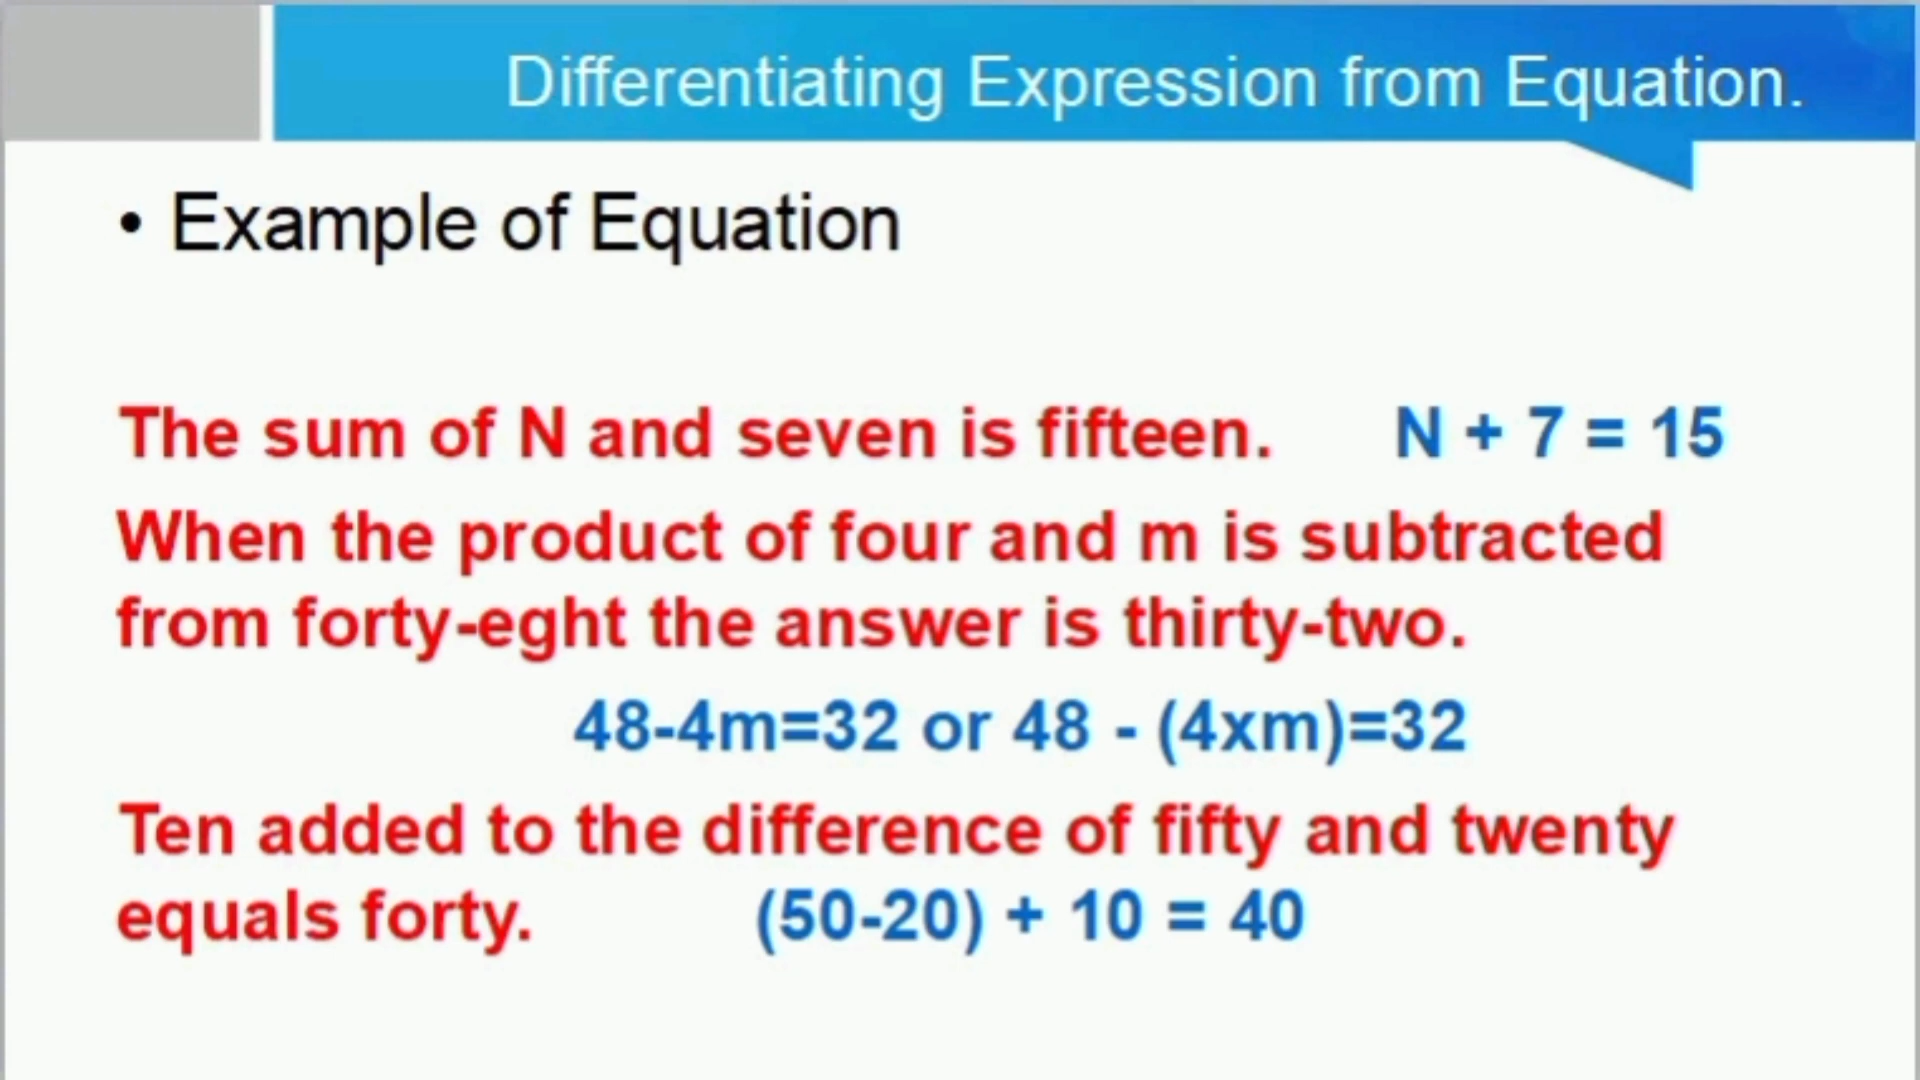 Differentiating Expression from Equation.
• Example of Equation
The sum of N and seven is fifteen. N + 7 = 15
When the product of four and m is subtracted
from forty-eght the answer is thirty-two.
48-4m=32 or 48 - (4xm)=32
Ten added to the difference of fifty and twenty
equals forty. (50-20) + 10 = 40